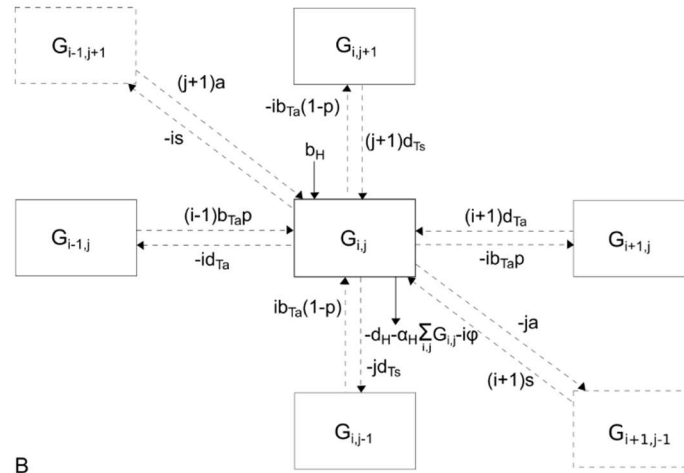 G_{i-1,j+1}
G_{i,j+1}
(j+1)a
-is
-ib_{Ta}(1-p)
(j+1)d_{Ts}
b_H
(i-1)b_{Ta}p
-id_{Ta}
G_{i-1,j}
G_{i,j}
(i+1)d_{Ta}
-ib_{Ta}p
G_{i+1,j}
ib_{Ta}(1-p)
-d_H-α_H∑_{i,j}G_{i,j}-iφ
-jd_{Ts}
-ja
(i+1)s
G_{i,j-1}
G_{i+1,j-1}
B